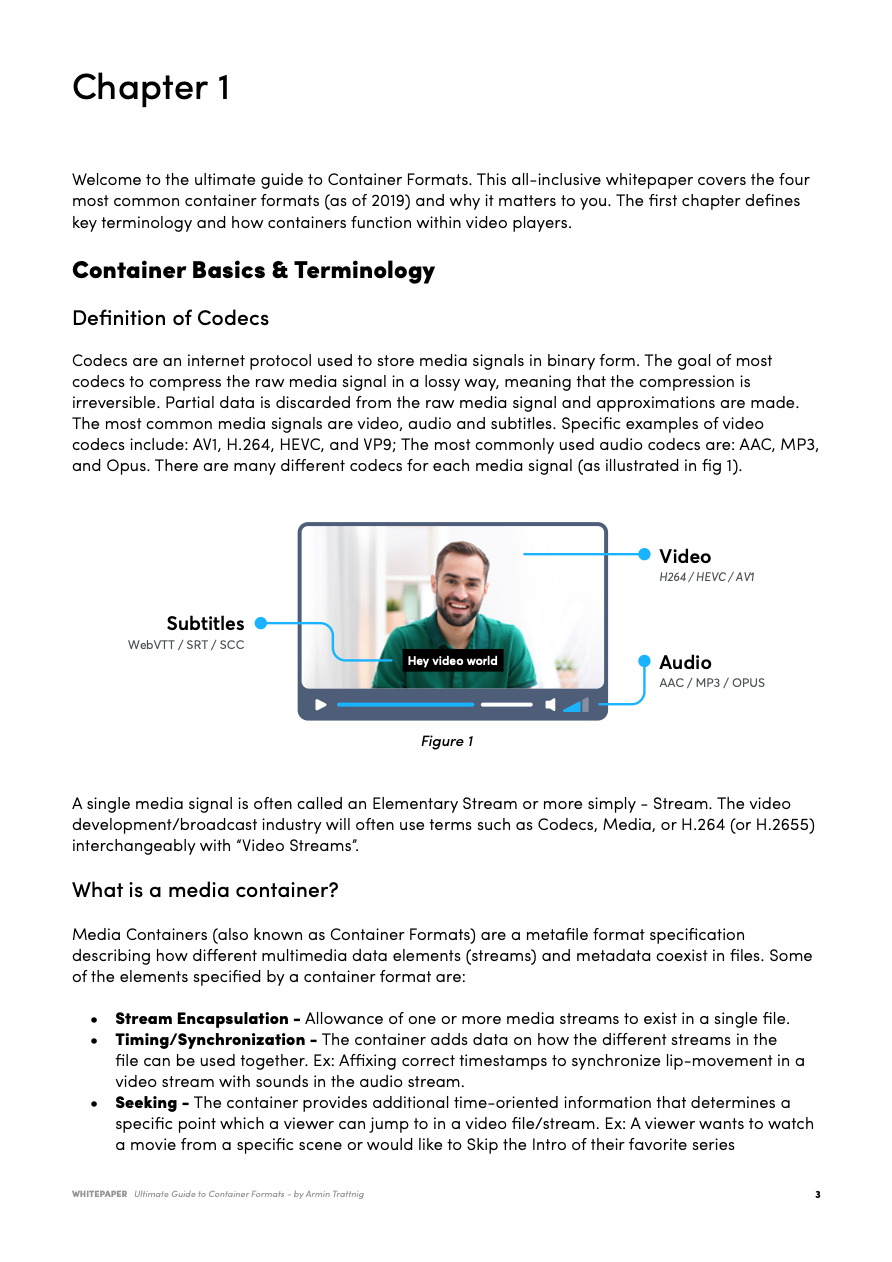 Chapter 1
Welcome to the ultimate guide to Container Formats. This all-inclusive whitepaper covers the four
most common container formats (as of 2019) and why it matters to you. The first chapter defines
key terminology and how containers function within video players.
Container Basics & Terminology
Definition of Codecs
Codecs are an internet protocol used to store media signals in binary form. The goal of most
codecs to compress the raw media signal in a lossy way, meaning that the compression is
irreversible. Partial data is discarded from the raw media signal and approximations are made.
The most common media signals are video, audio and subtitles. Specific examples of video
codecs include: AV1, H.264, HEVC, and VP9; The most commonly used audio codecs are: AAC, MP3,
and Opus. There are many different codecs for each media signal (as illustrated in fig 1).
Video
H264 / HEVC / AV1
Subtitles
WebVTT / SRT / SCC
Hey video world
Audio
AAC / MP3 / OPUS
Figure 1
A single media signal is often called an Elementary Stream or more simply - Stream. The video
development/broadcast industry will often use terms such as Codecs, Media, or H.264 (or H.2655)
interchangeably with “Video Streams”.
What is a media container?
Media Containers (also known as Container Formats) are a metafile format specification
describing how different multimedia data elements (streams) and metadata coexist in files. Some
of the elements specified by a container format are:
• Stream Encapsulation - Allowance of one or more media streams to exist in a single file.
• Timing/Synchronization - The container adds data on how the different streams in the
file can be used together. Ex: Affixing correct timestamps to synchronize lip-movement in a
video stream with sounds in the audio stream.
• Seeking - The container provides additional time-oriented information that determines a
specific point which a viewer can jump to in a video file/stream. Ex: A viewer wants to watch
a movie from a specific scene or would like to Skip the Intro of their favorite series
WHITEPAPER Ultimate Guide to Container Formats - by Armin Trattnig
3